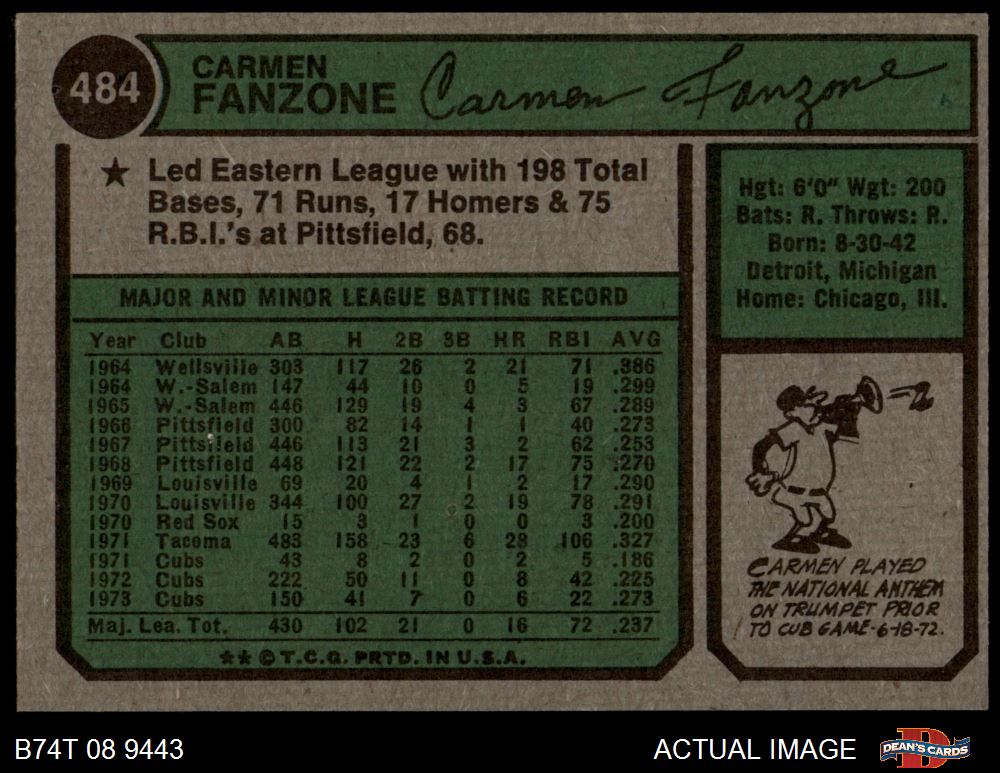 484
CARMEN
FANZONE
Carmen Fanzone
★ Led Eastern League with 198 Total
Bases, 71 Runs, 17 Homers & 75
R.B.I.'s at Pittsfield, 68.
Hgt: 6'0" Wgt: 200
Bats: R. Throws: R.
Born: 8-30-42
Detroit, Michigan
Home: Chicago, Ill.
MAJOR AND MINOR LEAGUE BATTING RECORD
Year Club AB H 2B 3B HR RBI AVG
1964 Wellsville 303 117 26 2 21 71 .386
1964 W.-Salem 147 44 10 0 5 19 .299
1965 W.-Salem 446 129 19 4 3 67 .289
1966 Pittsfield 300 82 14 1 1 40 .273
1967 Pittsfield 446 113 21 3 2 62 .253
1968 Pittsfield 448 121 22 2 17 75 .270
1969 Louisville 69 20 4 1 2 17 .290
1970 Louisville 344 100 27 2 19 78 .291
1970 Red Sox 15 3 1 0 0 3 .200
1971 Tacoma 483 158 23 6 28 106 .327
1971 Cubs 43 8 2 0 2 5 .186
1972 Cubs 222 50 11 0 8 42 .225
1973 Cubs 150 41 7 0 6 22 .273
Maj. Lea. Tot. 430 102 21 0 16 72 .237
★★ © T.C.G. PRTD. IN U.S.A.
CARMEN PLAYED
THE NATIONAL ANTHEM
ON TRUMPET PRIOR
TO CUB GAME-6-18-72.
B74T 08 9443
ACTUAL IMAGE
DEAN'S CARDS